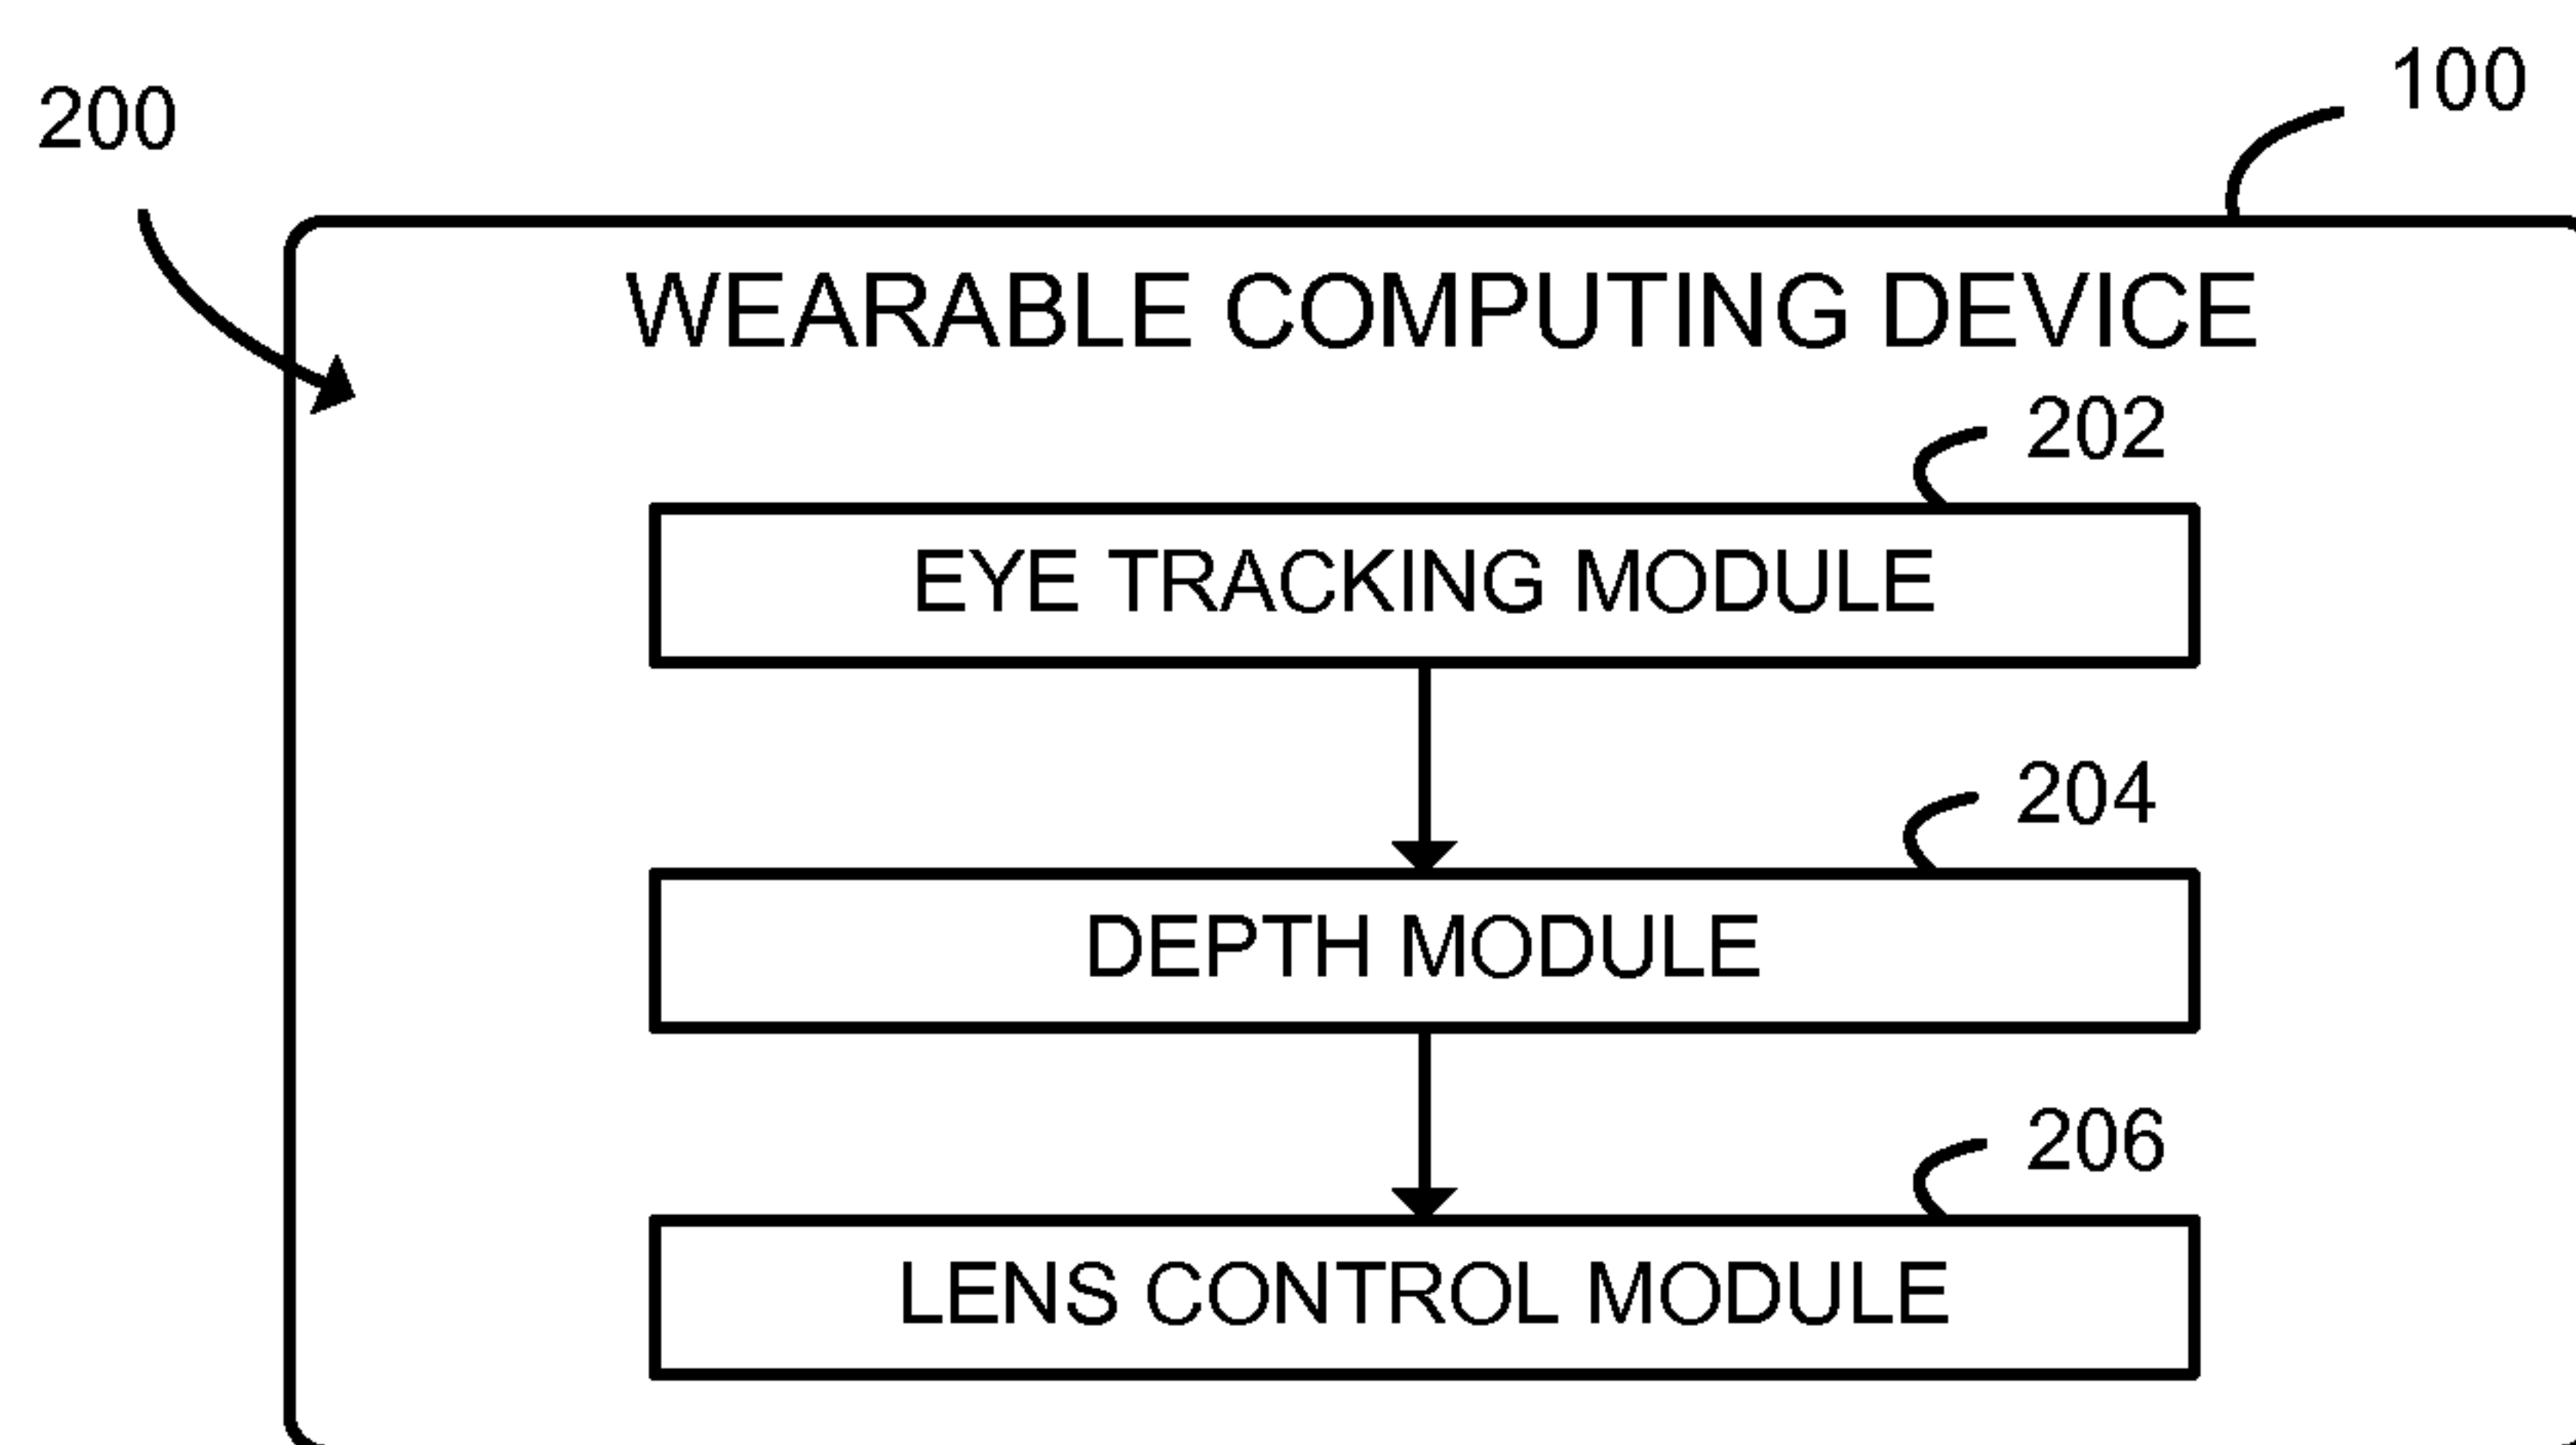 100
200
WEARABLE COMPUTING DEVICE
202
EYE TRACKING MODULE
204
DEPTH MODULE
206
LENS CONTROL MODULE